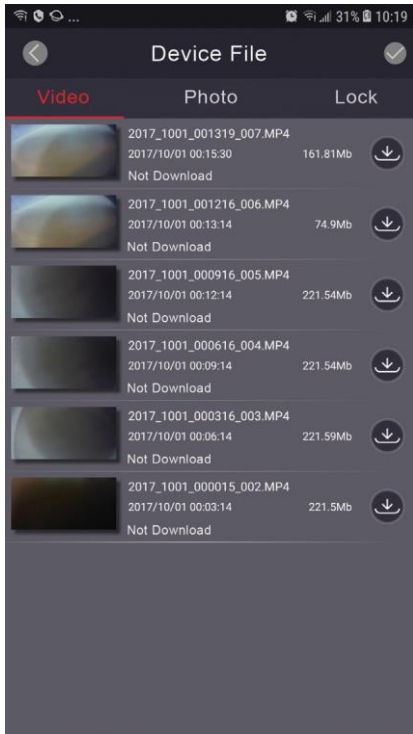 ... 31% 10:19
Device File
Video Photo Lock
2017_1001_001319_007.MP4
2017/10/01 00:15:30 161.81Mb
Not Download
2017_1001_001216_006.MP4
2017/10/01 00:13:14 74.9Mb
Not Download
2017_1001_000916_005.MP4
2017/10/01 00:12:14 221.54Mb
Not Download
2017_1001_000616_004.MP4
2017/10/01 00:09:14 221.54Mb
Not Download
2017_1001_000316_003.MP4
2017/10/01 00:06:14 221.59Mb
Not Download
2017_1001_000015_002.MP4
2017/10/01 00:03:14 221.5Mb
Not Download